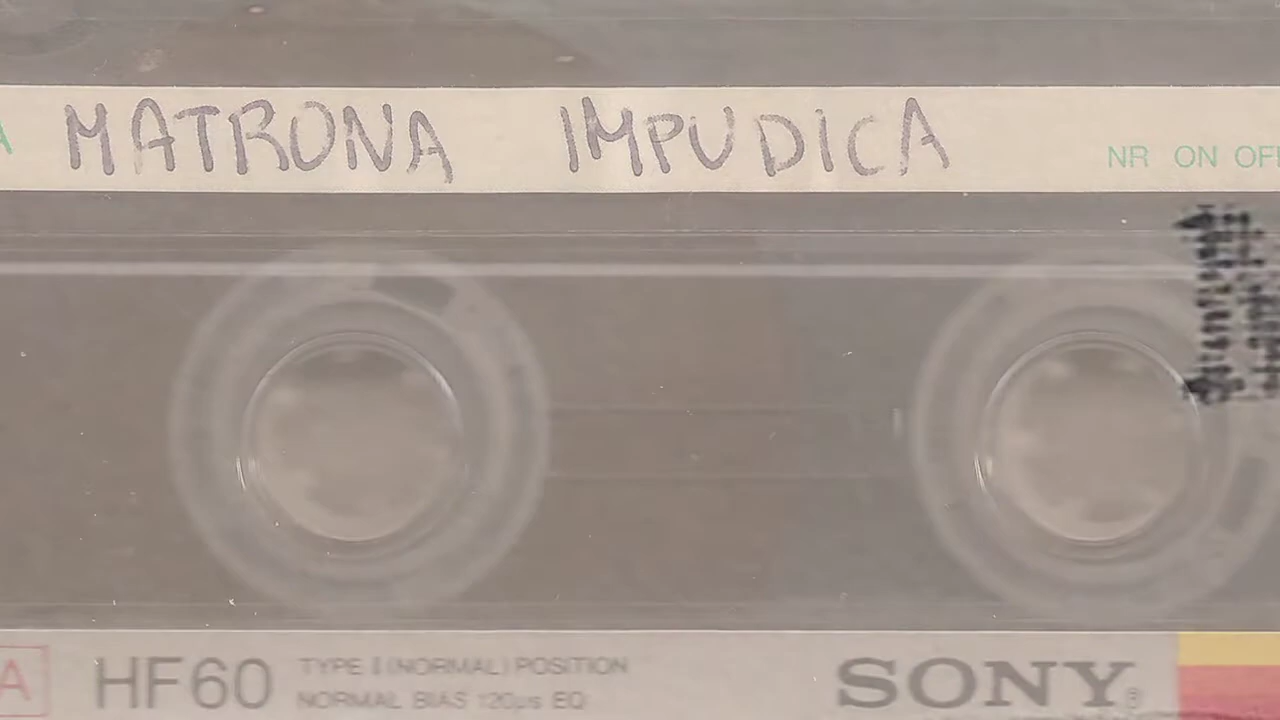 A MATRONA IMPUDICA
NR ON OFF
A HF60 TYPE I (NORMAL) POSITION
NORMAL BIAS 120µs EQ
SONY®